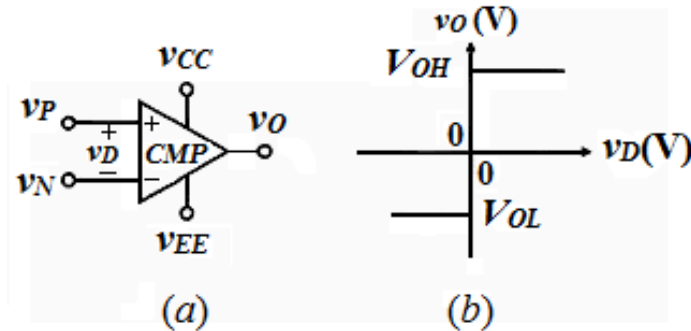 vCC
vP
+
+
vD
CMP
vO
−
−
vN
vEE
(a)
vO (V)
VOH
0
vD(V)
0
VOL
(b)